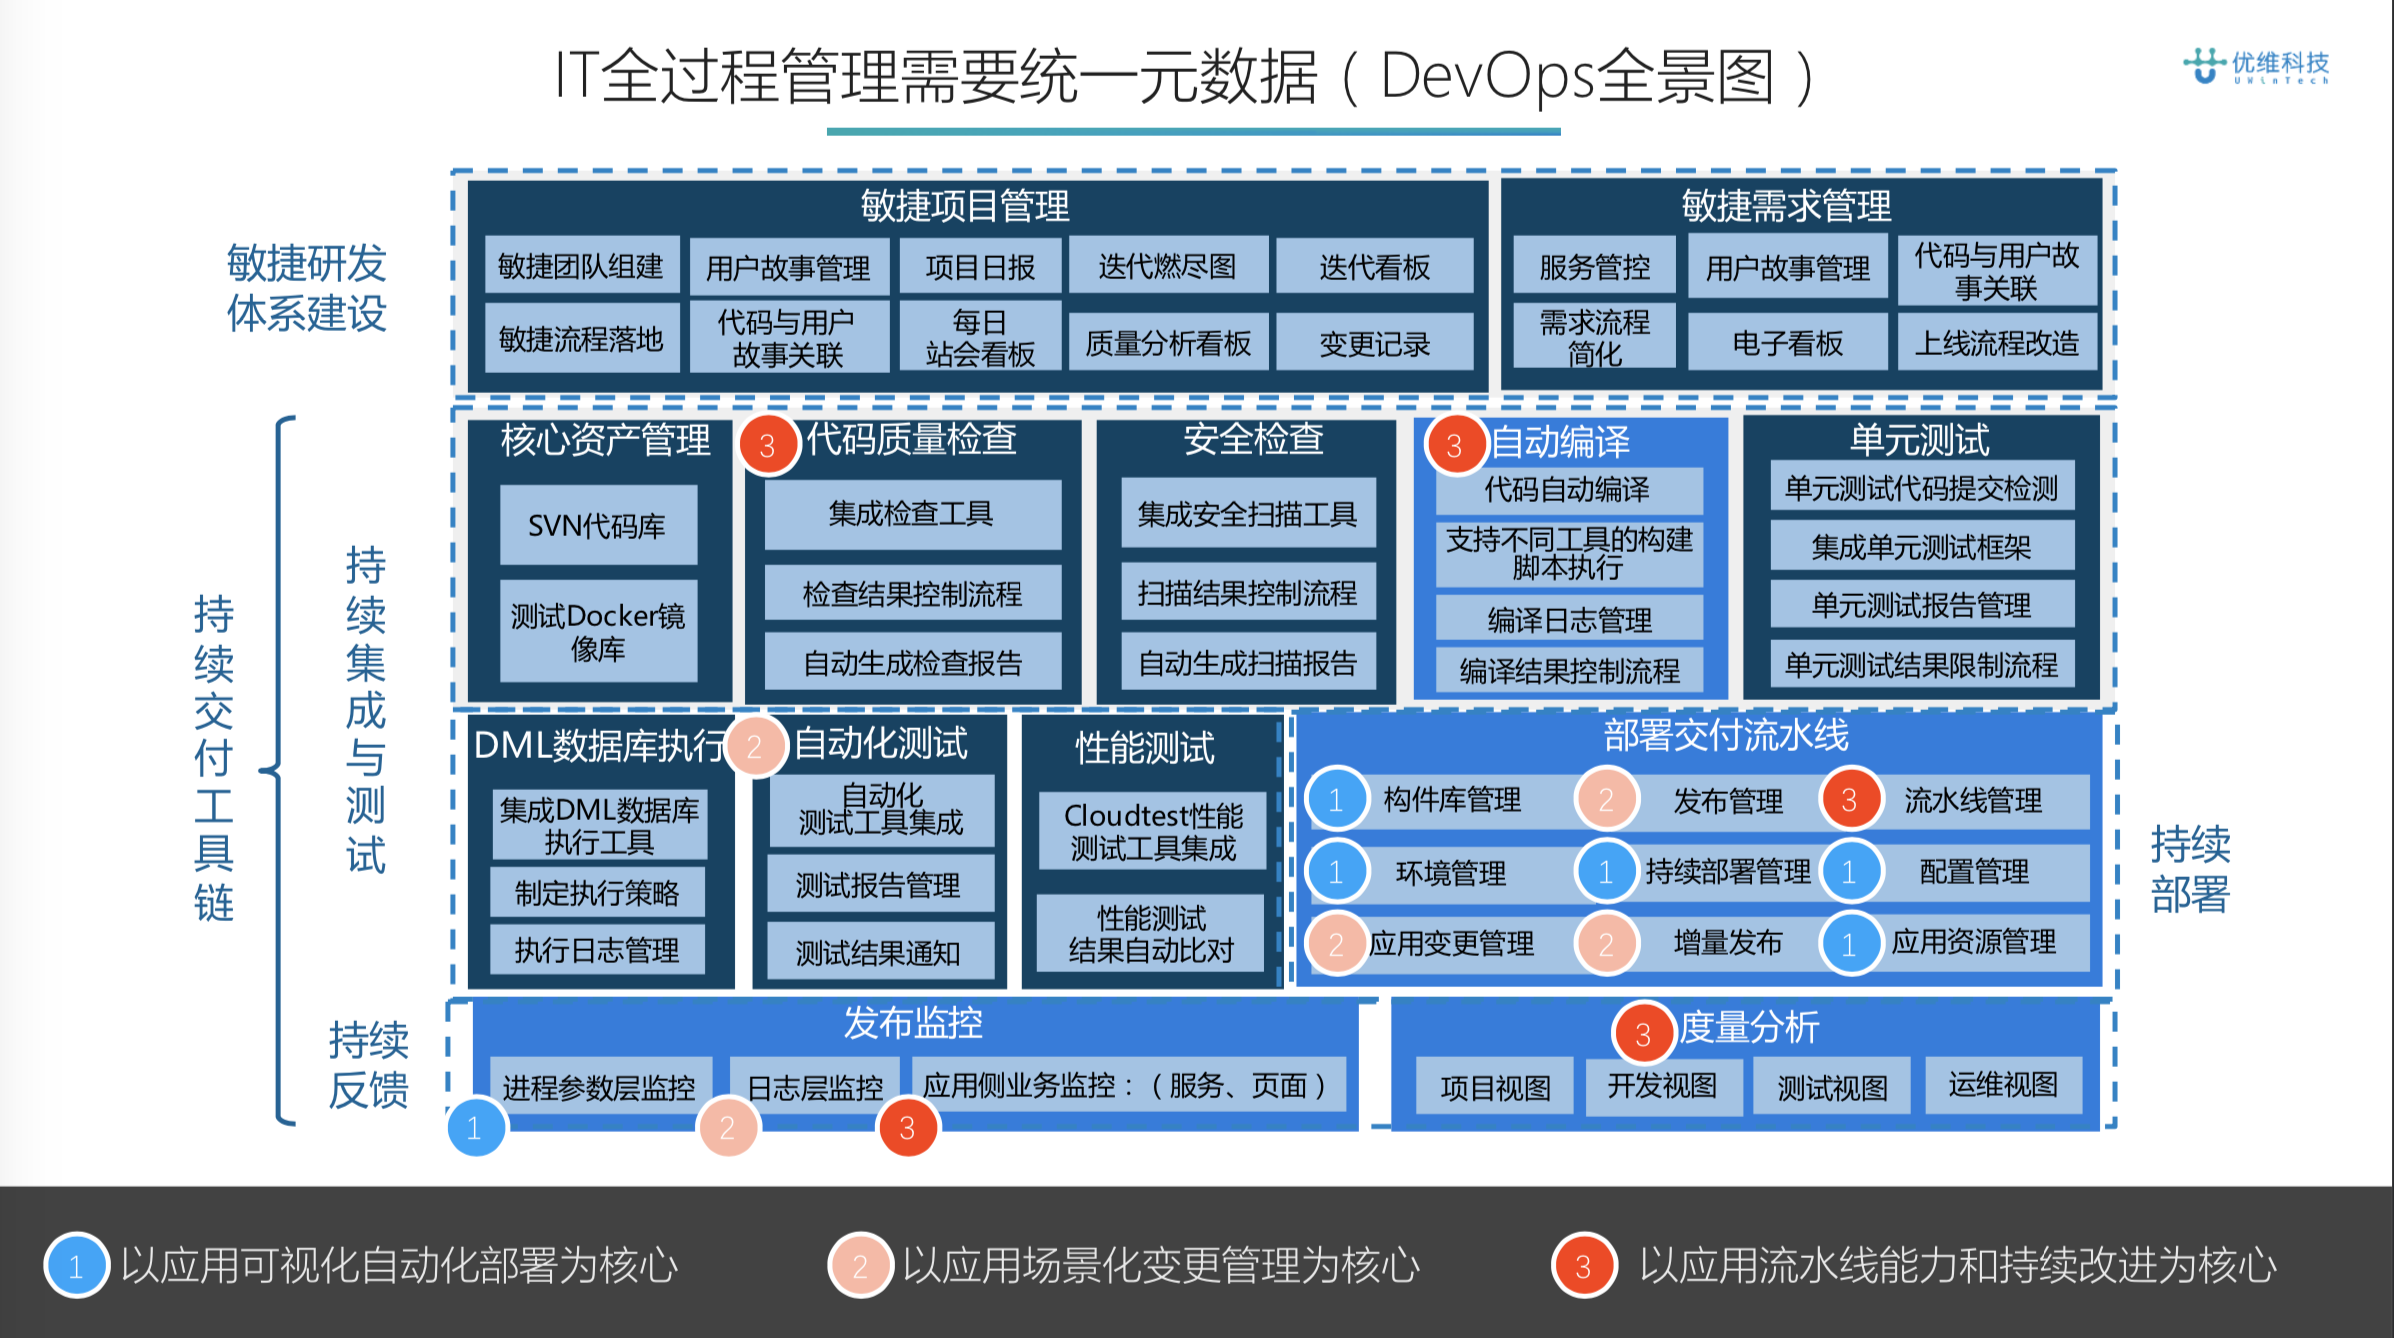 IT全过程管理需要统一元数据（DevOps全景图）
优维科技
UWinTech
敏捷研发
体系建设
敏捷项目管理
敏捷团队组建
用户故事管理
项目日报
迭代燃尽图
迭代看板
敏捷流程落地
代码与用户
故事关联
每日
站会看板
质量分析看板
变更记录
敏捷需求管理
服务管控
用户故事管理
代码与用户故
事关联
需求流程
简化
电子看板
上线流程改造
持续交付工具链
持续集成与测试
核心资产管理
SVN代码库
测试Docker镜
像库
3
代码质量检查
集成检查工具
检查结果控制流程
自动生成检查报告
安全检查
集成安全扫描工具
扫描结果控制流程
自动生成扫描报告
3
自动编译
代码自动编译
支持不同工具的构建
脚本执行
编译日志管理
编译结果控制流程
单元测试
单元测试代码提交检测
集成单元测试框架
单元测试报告管理
单元测试结果限制流程
DML数据库执行
集成DML数据库
执行工具
制定执行策略
执行日志管理
2
自动化测试
自动化
测试工具集成
测试报告管理
测试结果通知
性能测试
Cloudtest性能
测试工具集成
性能测试
结果自动比对
部署交付流水线
1 构件库管理
2 发布管理
3 流水线管理
1 环境管理
1 持续部署管理
1 配置管理
2 应用变更管理
2 增量发布
1 应用资源管理
持续
部署
持续
反馈
发布监控
进程参数层监控
日志层监控
应用侧业务监控：（服务、页面）
1
2
3
3
度量分析
项目视图
开发视图
测试视图
运维视图
1 以应用可视化自动化部署为核心
2 以应用场景化变更管理为核心
3 以应用流水线能力和持续改进为核心